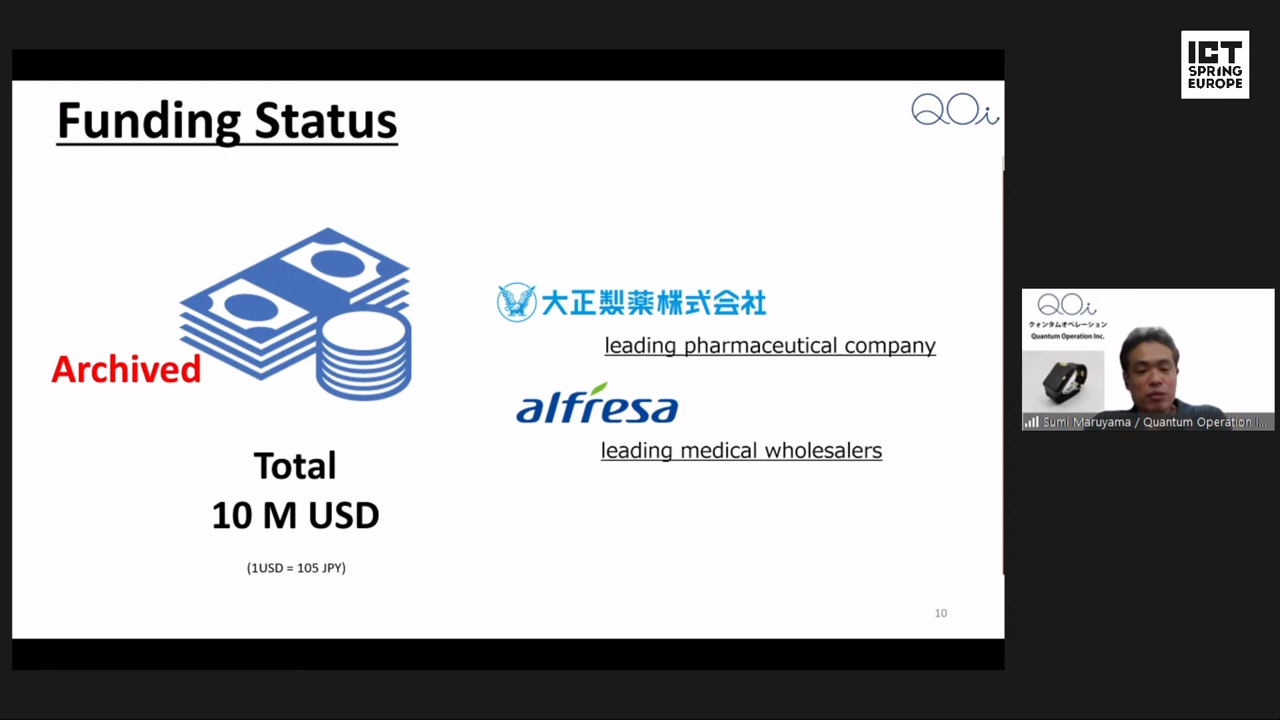 Funding Status
QOi
Archived
Total
10 M USD
(1USD = 105 JPY)
大正製薬株式会社
leading pharmaceutical company
alfresa
leading medical wholesalers
10
ICT
SPRING
EUROPE
QOi
クォンタムオペレーション
Quantum Operation Inc.
Sumi Maruyama / Quantum Operation I...